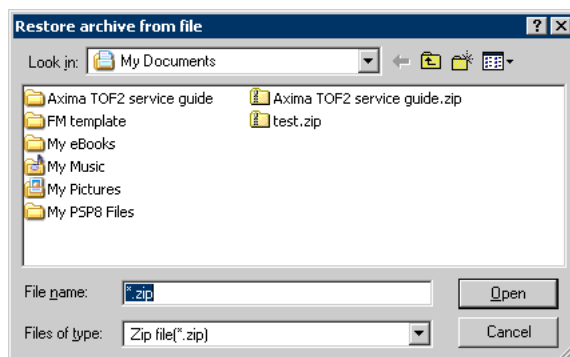 Restore archive from file
Look in: My Documents
Axima TOF2 service guide
FM template
My eBooks
My Music
My Pictures
My PSP8 Files
Axima TOF2 service guide.zip
test.zip
File name: *.zip
Open
Files of type: Zip file(*.zip)
Cancel